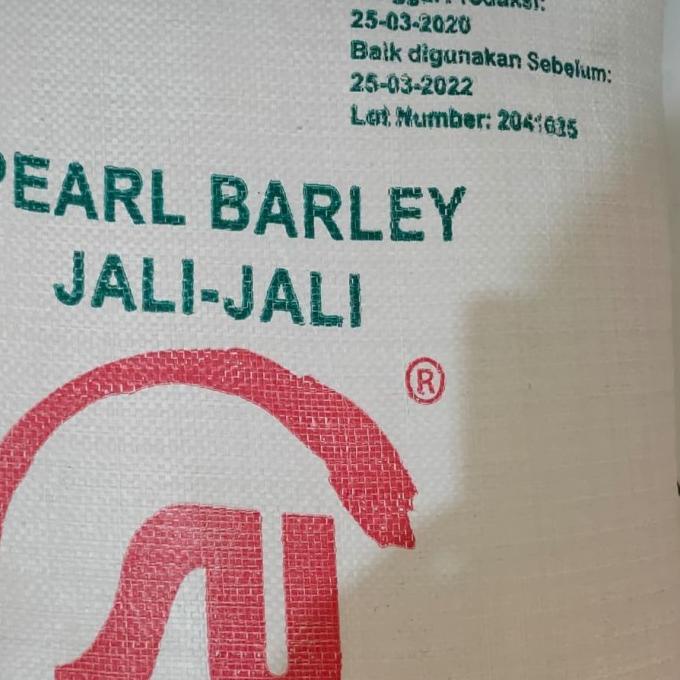 25-03-2020
Baik digunakan Sebelum:
25-03-2022
Lot Number: 2041635
PEARL BARLEY
JALI-JALI
®